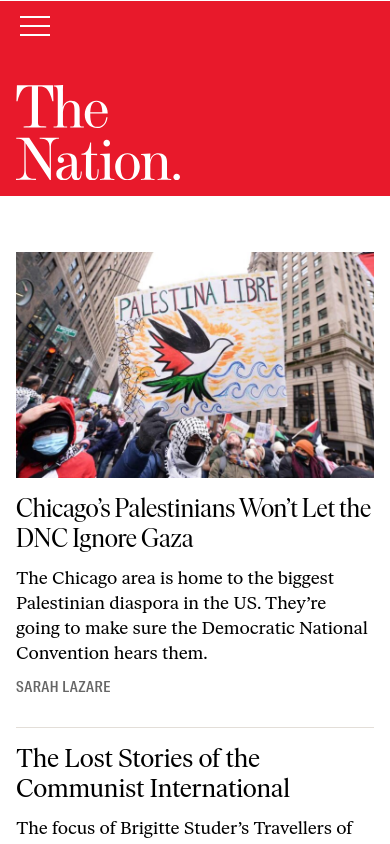 The
Nation.
PALESTINA LIBRE
Chicago's Palestinians Won't Let the
DNC Ignore Gaza
The Chicago area is home to the biggest
Palestinian diaspora in the US. They're
going to make sure the Democratic National
Convention hears them.
SARAH LAZARE
The Lost Stories of the
Communist International
The focus of Brigitte Studer's Travellers of